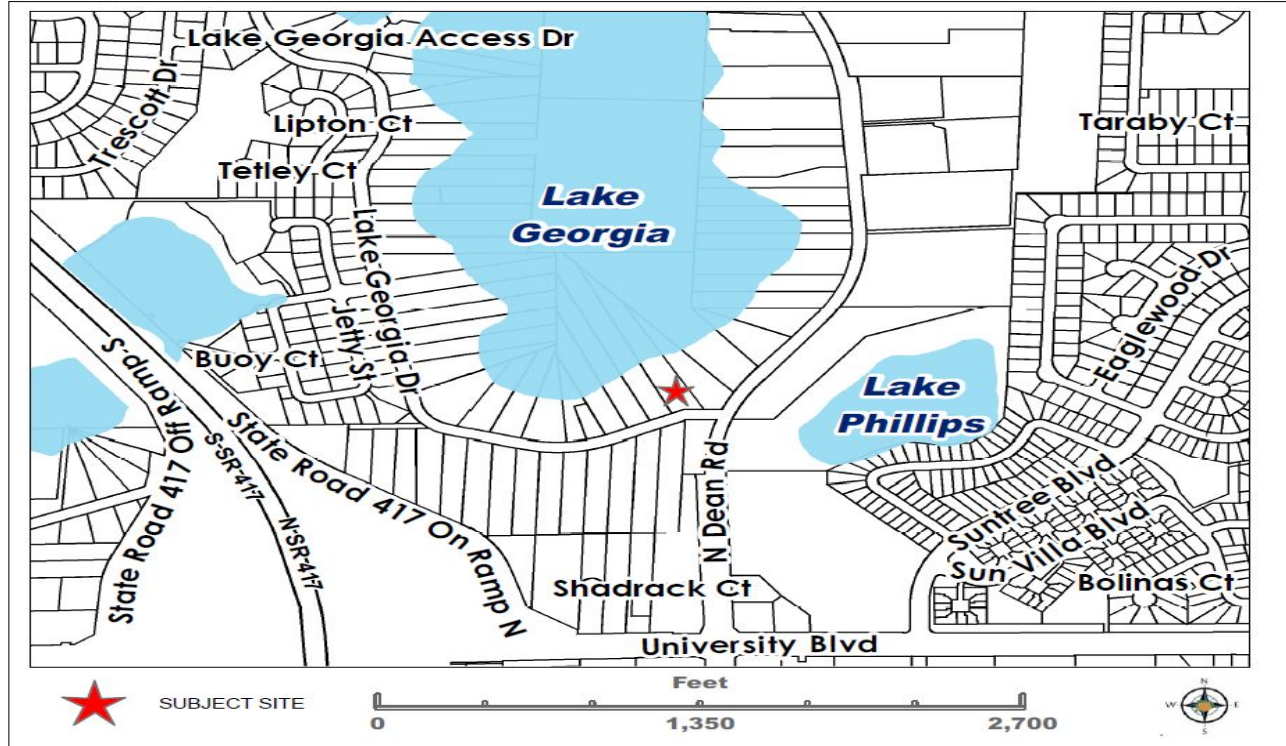 Lake Georgia Access Dr
Trescott Dr
Lipton Ct
Taraby Ct
Tetley Ct
Lake
Georgia
Lake Georgia Dr
Eaglewood Dr
Jetty St
Buoy Ct
Lake
Phillips
State Road 417 Off Ramp S
S-SR-417
N-SR-417
State Road 417 On Ramp N
N Dean Rd
Suntree Blvd
Sun Villa Blvd
Shadrack Ct
Bolinas Ct
University Blvd
SUBJECT SITE
Feet
0
1,350
2,700
N
W
E
S